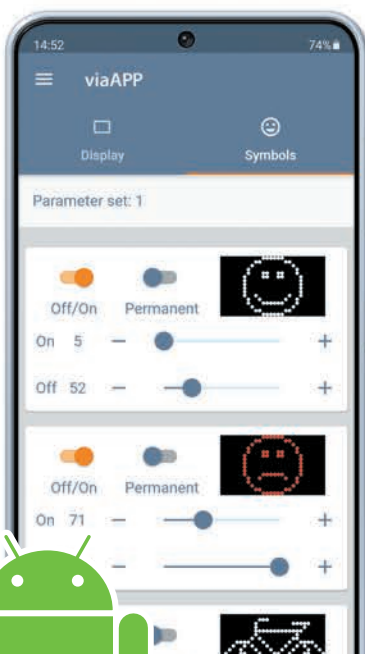 14:52 74%
viaAPP
Display Symbols
Parameter set: 1
Off/On Permanent
On 5 − +
Off 52 − +
Off/On Permanent
On 71 − +
− +